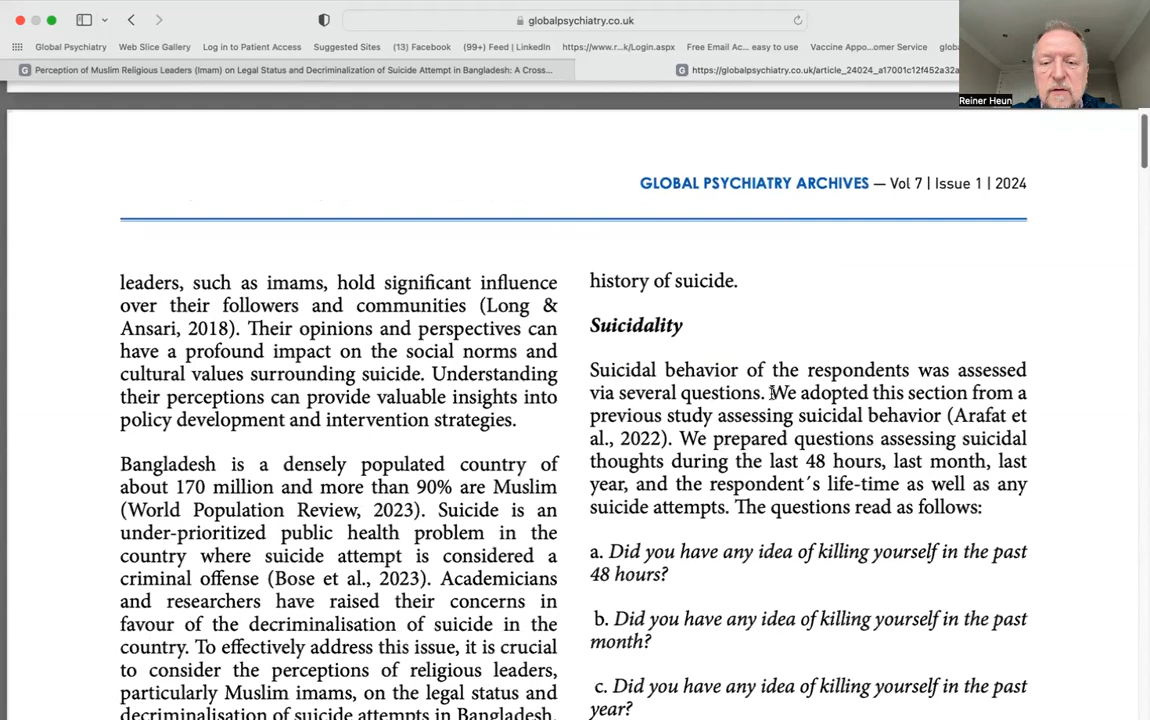 globalpsychiatry.co.uk
Global Psychiatry
Web Slice Gallery
Log in to Patient Access
Suggested Sites
(13) Facebook
(99+) Feed | LinkedIn
https://www.r...k/Login.aspx
Free Email Ac... easy to use
Vaccine Appo...omer Service
G Perception of Muslim Religious Leaders (Imam) on Legal Status and Decriminalization of Suicide Attempt in Bangladesh: A Cross...
G https://globalpsychiatry.co.uk/article_24024_a17001c12f452a32a
Reiner Heun
GLOBAL PSYCHIATRY ARCHIVES — Vol 7 | Issue 1 | 2024
leaders, such as imams, hold significant influence
over their followers and communities (Long &
Ansari, 2018). Their opinions and perspectives can
have a profound impact on the social norms and
cultural values surrounding suicide. Understanding
their perceptions can provide valuable insights into
policy development and intervention strategies.
Bangladesh is a densely populated country of
about 170 million and more than 90% are Muslim
(World Population Review, 2023). Suicide is an
under-prioritized public health problem in the
country where suicide attempt is considered a
criminal offense (Bose et al., 2023). Academicians
and researchers have raised their concerns in
favour of the decriminalisation of suicide in the
country. To effectively address this issue, it is crucial
to consider the perceptions of religious leaders,
particularly Muslim imams, on the legal status and
decriminalisation of suicide attempts in Bangladesh.
history of suicide.
Suicidality
Suicidal behavior of the respondents was assessed
via several questions. We adopted this section from a
previous study assessing suicidal behavior (Arafat et
al., 2022). We prepared questions assessing suicidal
thoughts during the last 48 hours, last month, last
year, and the respondent´s life-time as well as any
suicide attempts. The questions read as follows:
a. Did you have any idea of killing yourself in the past
48 hours?
b. Did you have any idea of killing yourself in the past
month?
c. Did you have any idea of killing yourself in the past
year?